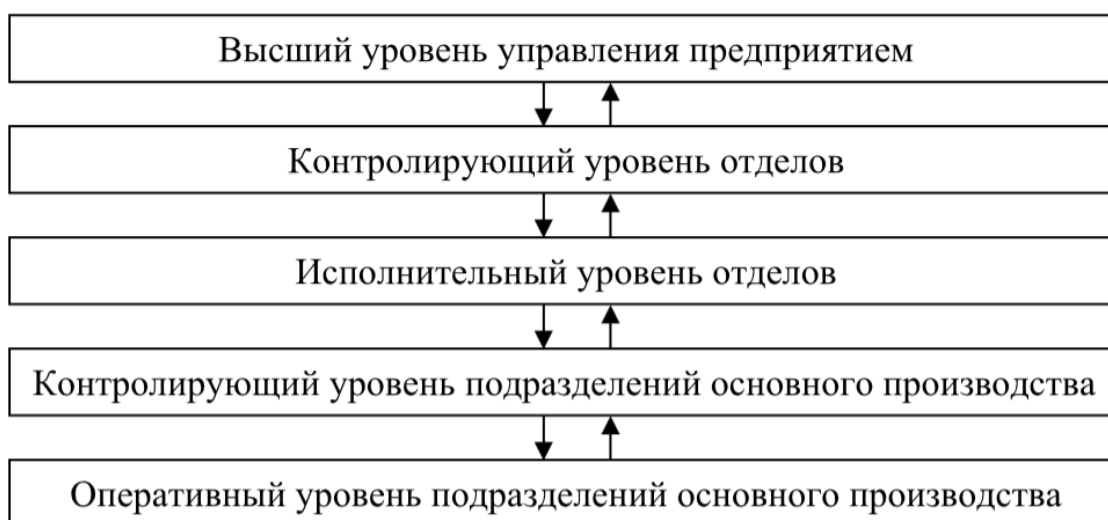 Высший уровень управления предприятием
Контролирующий уровень отделов
Исполнительный уровень отделов
Контролирующий уровень подразделений основного производства
Оперативный уровень подразделений основного производства